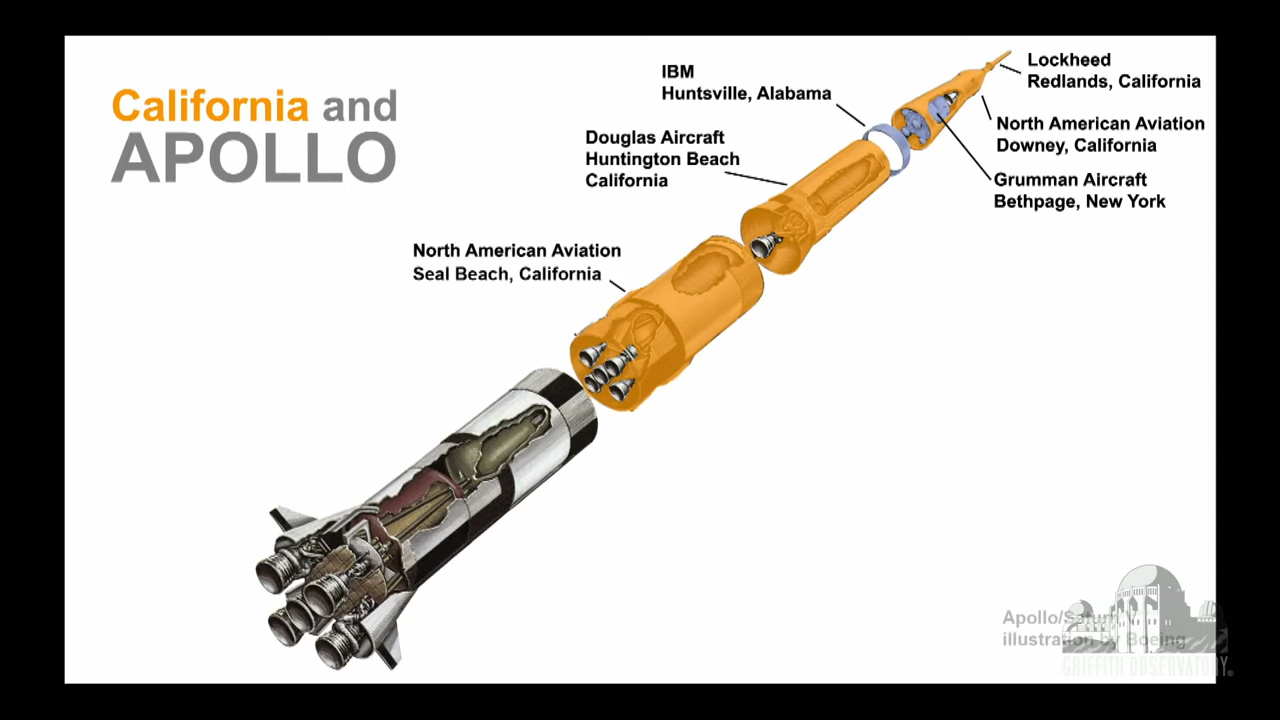 California and
APOLLO
IBM
Huntsville, Alabama
Douglas Aircraft
Huntington Beach
California
North American Aviation
Seal Beach, California
Lockheed
Redlands, California
North American Aviation
Downey, California
Grumman Aircraft
Bethpage, New York
Apollo/Saturn V
illustration by Boeing
GRIFFITH OBSERVATORY®